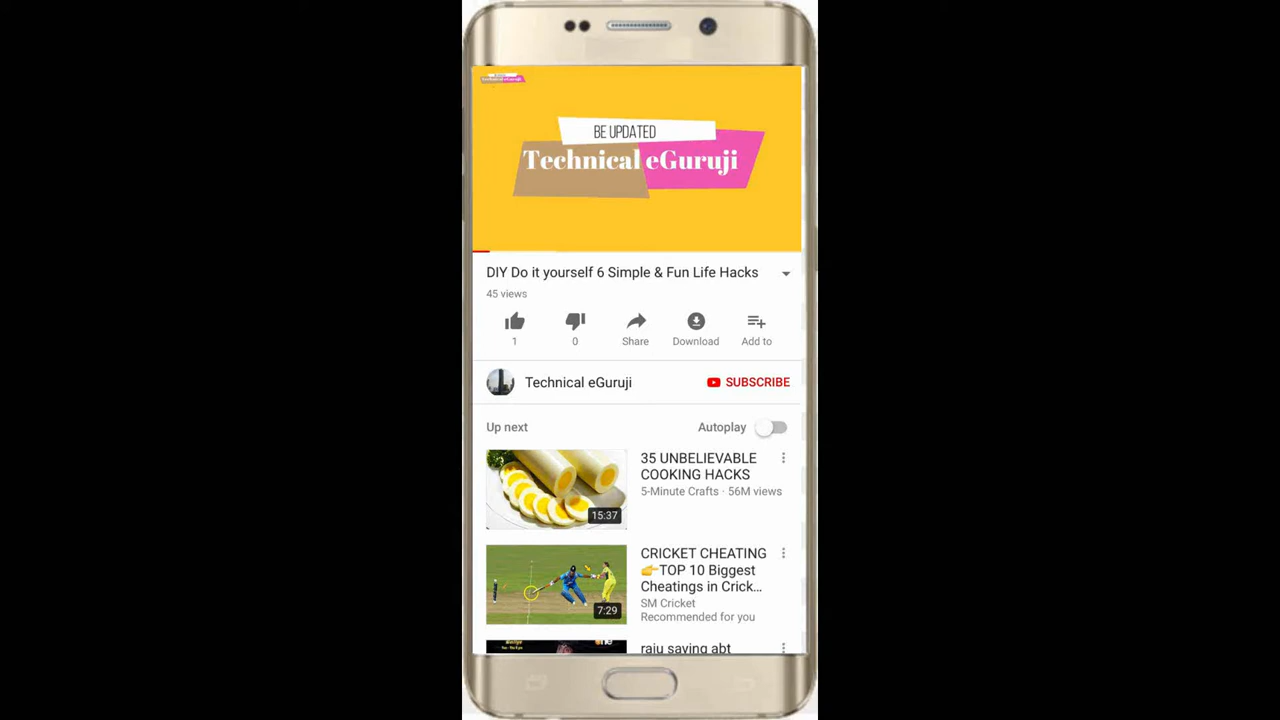 BE UPDATED
Technical eGuruji
DIY Do it yourself 6 Simple & Fun Life Hacks
45 views
1
0
Share
Download
Add to
Technical eGuruji
SUBSCRIBE
Up next
Autoplay
35 UNBELIEVABLE
COOKING HACKS
5-Minute Crafts · 56M views
15:37
CRICKET CHEATING
👉TOP 10 Biggest
Cheatings in Crick...
SM Cricket
Recommended for you
7:29
raju saying abt